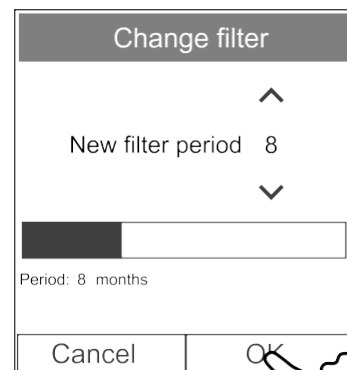 Change filter
New filter period 8
Period: 8 months
Cancel OK